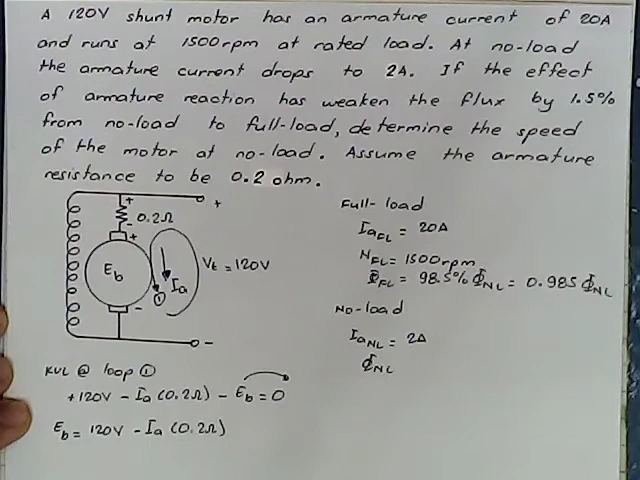 A 120V shunt motor has an armature current of 20A
and runs at 1500rpm at rated load. At no-load
the armature current drops to 2A. If the effect
of armature reaction has weaken the flux by 1.5%
from no-load to full-load, determine the speed
of the motor at no-load. Assume the armature
resistance to be 0.2 ohm.
+
+
0.2Ω
-
+
Eb
Ia
①
Vt = 120V
-
-
Full-load
IaFL = 20A
NFL = 1500rpm
ΦFL = 98.5% ΦNL = 0.985 ΦNL
No-load
IaNL = 2A
ΦNL
KVL @ loop ①
+120V - Ia (0.2Ω) - Eb = 0
Eb = 120V - Ia (0.2Ω)